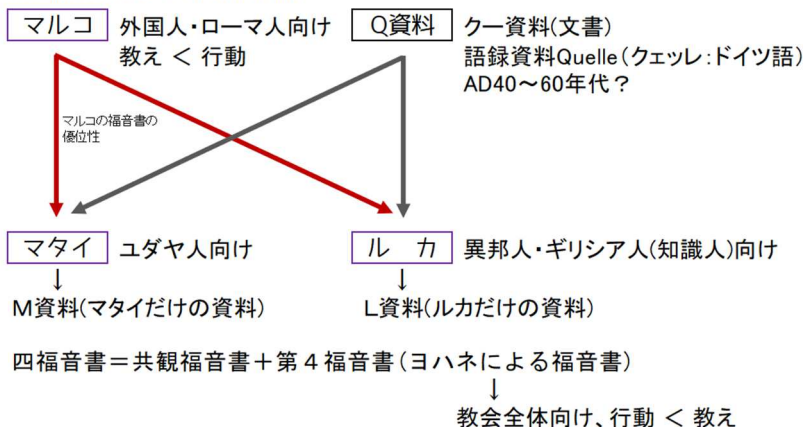 マルコ 外国人・ローマ人向け
教え ＜ 行動
Q資料 クー資料(文書)
語録資料Quelle(クェッレ:ドイツ語)
AD40～60年代？
マルコの福音書の
優位性
マタイ ユダヤ人向け
ル カ 異邦人・ギリシア人(知識人)向け
↓ ↓
M資料(マタイだけの資料)
L資料(ルカだけの資料)
四福音書＝共観福音書＋第４福音書(ヨハネによる福音書)
↓
教会全体向け、行動 ＜ 教え